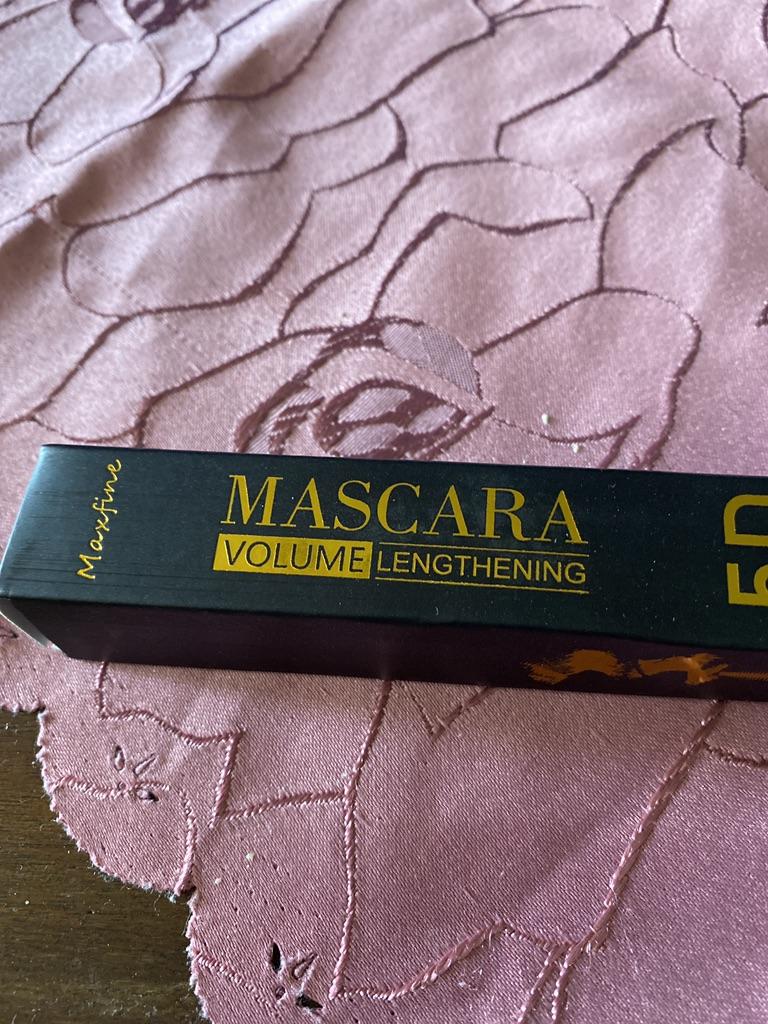 Maxfine
MASCARA
VOLUME LENGTHENING
5D